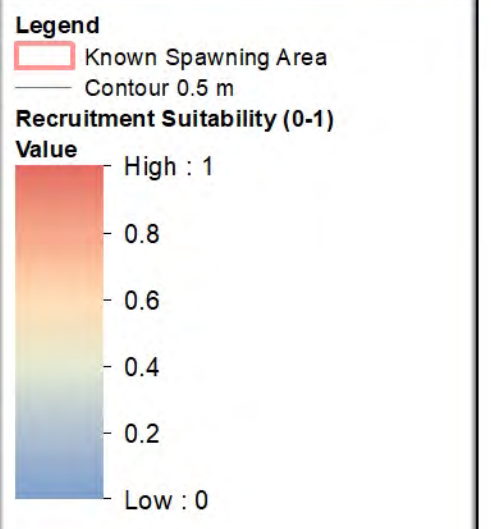 Legend
Known Spawning Area
Contour 0.5 m
Recruitment Suitability (0-1)
Value
High : 1
0.8
0.6
0.4
0.2
Low : 0